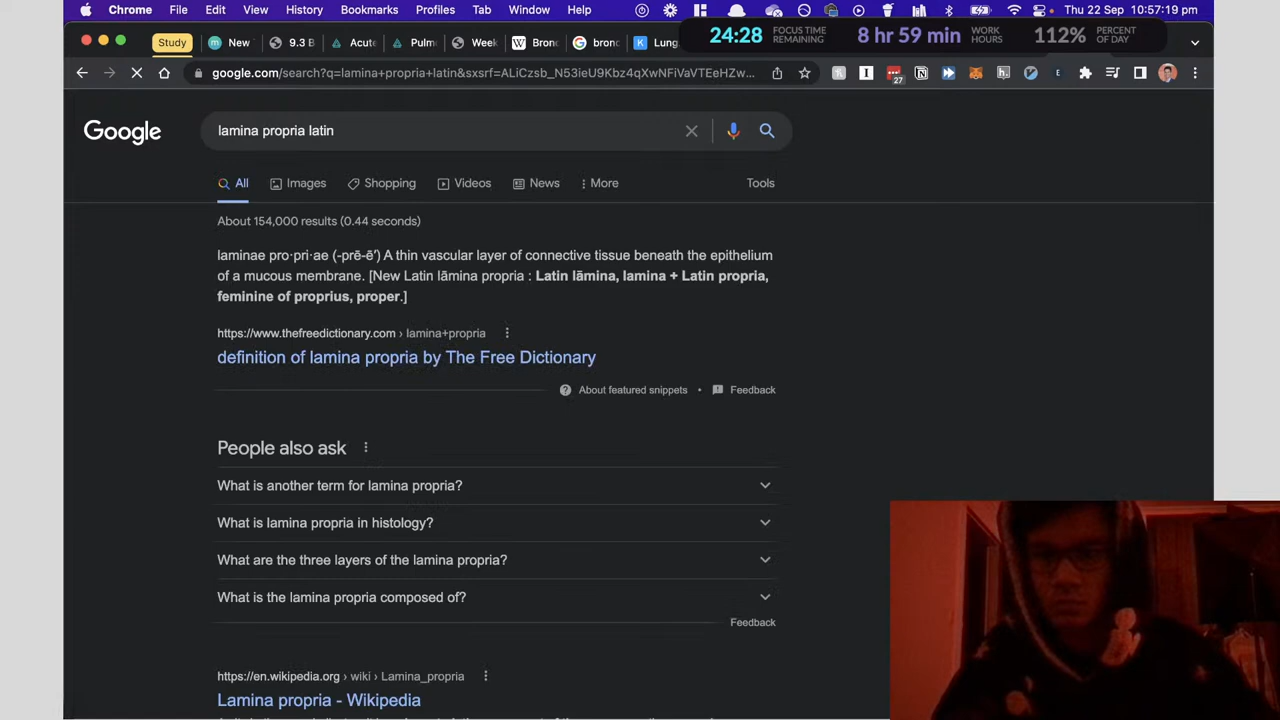 Chrome File Edit View History Bookmarks Profiles Tab Window Help Thu 22 Sep 10:57:19 pm
24:28 FOCUS TIME REMAINING 8 hr 59 min WORK HOURS 112% PERCENT OF DAY
Study New 9.3 B Acute Pulm Week Bronc bronc Lung
google.com/search?q=lamina+propria+latin&sxsrf=ALiCzsb_N53ieU9Kbz4qXwNFiVaVTEeHZw... 27
Google lamina propria latin
All Images Shopping Videos News More Tools
About 154,000 results (0.44 seconds)
laminae pro·pri·ae (-prē-ē′) A thin vascular layer of connective tissue beneath the epithelium
of a mucous membrane. [New Latin lāmina propria : Latin lāmina, lamina + Latin propria,
feminine of proprius, proper.]
https://www.thefreedictionary.com › lamina+propria
definition of lamina propria by The Free Dictionary
About featured snippets • Feedback
People also ask
What is another term for lamina propria?
What is lamina propria in histology?
What are the three layers of the lamina propria?
What is the lamina propria composed of?
Feedback
https://en.wikipedia.org › wiki › Lamina_propria
Lamina propria - Wikipedia